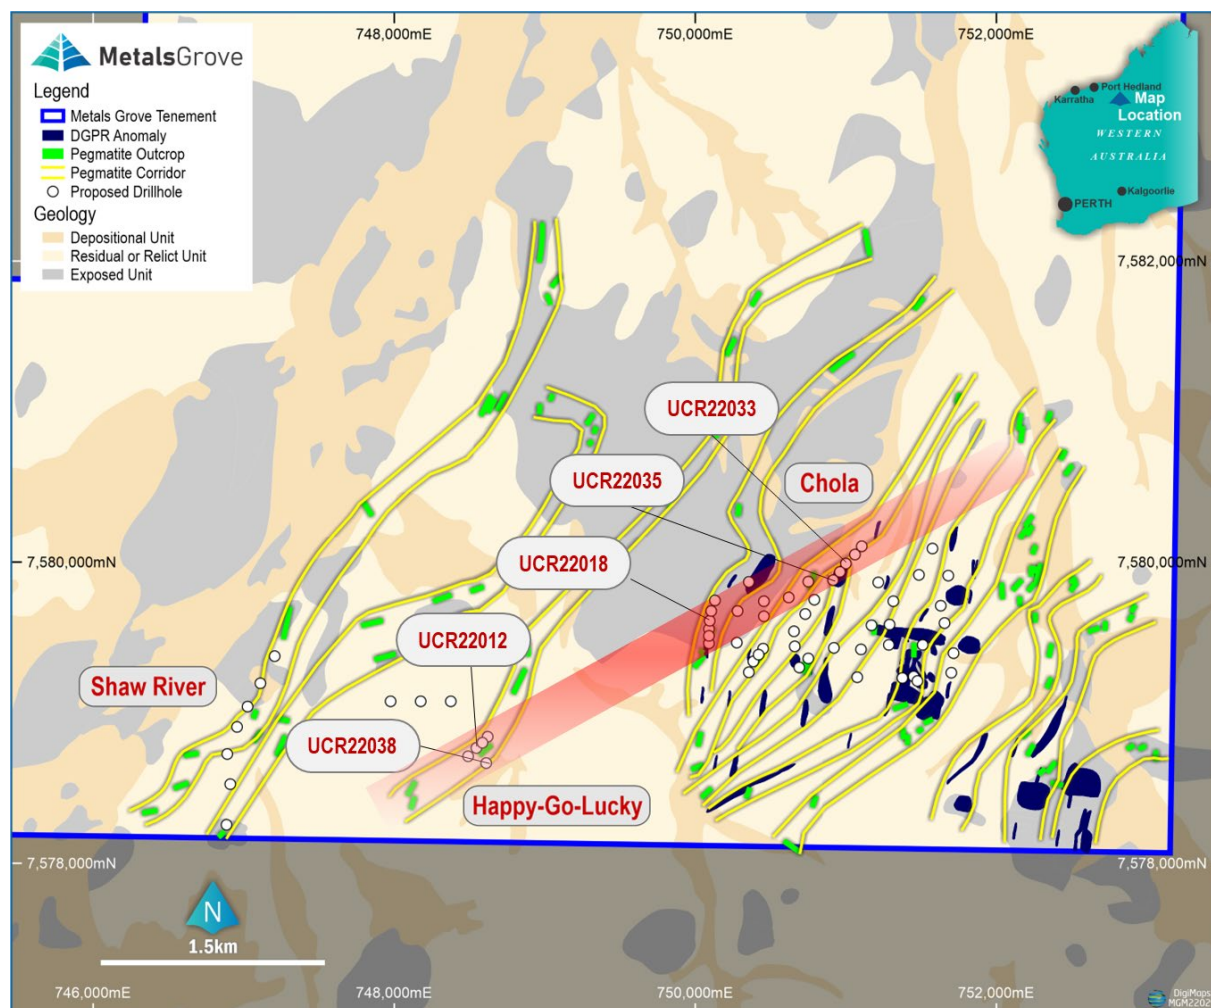 748,000mE
750,000mE
752,000mE
MetalsGrove
Legend
Metals Grove Tenement
DGPR Anomaly
Pegmatite Outcrop
Pegmatite Corridor
Proposed Drillhole
Geology
Depositional Unit
Residual or Relict Unit
Exposed Unit
Port Hedland
Karratha
Map
Location
WESTERN
AUSTRALIA
Kalgoorlie
PERTH
7,582,000mN
UCR22033
UCR22035
Chola
UCR22018
7,580,000mN
7,580,000mN
UCR22012
Shaw River
UCR22038
Happy-Go-Lucky
7,578,000mN
7,578,000mN
N
1.5km
746,000mE
748,000mE
750,000mE
752,000mE
DigiMaps